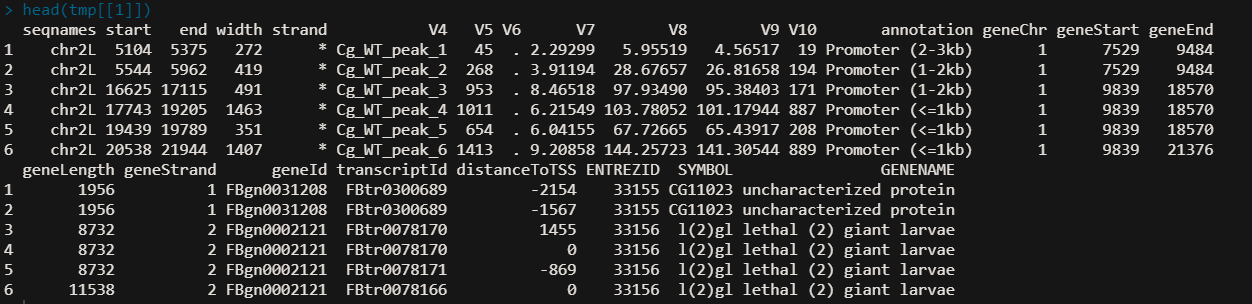 > head(tmp[[1]])
  seqnames start   end width strand           V4   V5 V6      V7        V8        V9 V10       annotation geneChr geneStart geneEnd
1    chr2L  5104  5375   272      * Cg_WT_peak_1   45  . 2.29299   5.95519   4.56517  19 Promoter (2-3kb)       1      7529    9484
2    chr2L  5544  5962   419      * Cg_WT_peak_2  268  . 3.91194  28.67657  26.81658 194 Promoter (1-2kb)       1      7529    9484
3    chr2L 16625 17115   491      * Cg_WT_peak_3  953  . 8.46518  97.93490  95.38403 171 Promoter (1-2kb)       1      9839   18570
4    chr2L 17743 19205  1463      * Cg_WT_peak_4 1011  . 6.21549 103.78052 101.17944 887 Promoter (<=1kb)       1      9839   18570
5    chr2L 19439 19789   351      * Cg_WT_peak_5  654  . 6.04155  67.72665  65.43917 208 Promoter (<=1kb)       1      9839   18570
6    chr2L 20538 21944  1407      * Cg_WT_peak_6 1413  . 9.20858 144.25723 141.30544 889 Promoter (<=1kb)       1      9839   21376
  geneLength geneStrand      geneId transcriptId distanceToTSS ENTREZID  SYMBOL                GENENAME
1       1956          1 FBgn0031208  FBtr0300689         -2154    33155 CG11023 uncharacterized protein
2       1956          1 FBgn0031208  FBtr0300689         -1567    33155 CG11023 uncharacterized protein
3       8732          2 FBgn0002121  FBtr0078170          1455    33156  l(2)gl lethal (2) giant larvae
4       8732          2 FBgn0002121  FBtr0078170             0    33156  l(2)gl lethal (2) giant larvae
5       8732          2 FBgn0002121  FBtr0078171          -869    33156  l(2)gl lethal (2) giant larvae
6      11538          2 FBgn0002121  FBtr0078166             0    33156  l(2)gl lethal (2) giant larvae